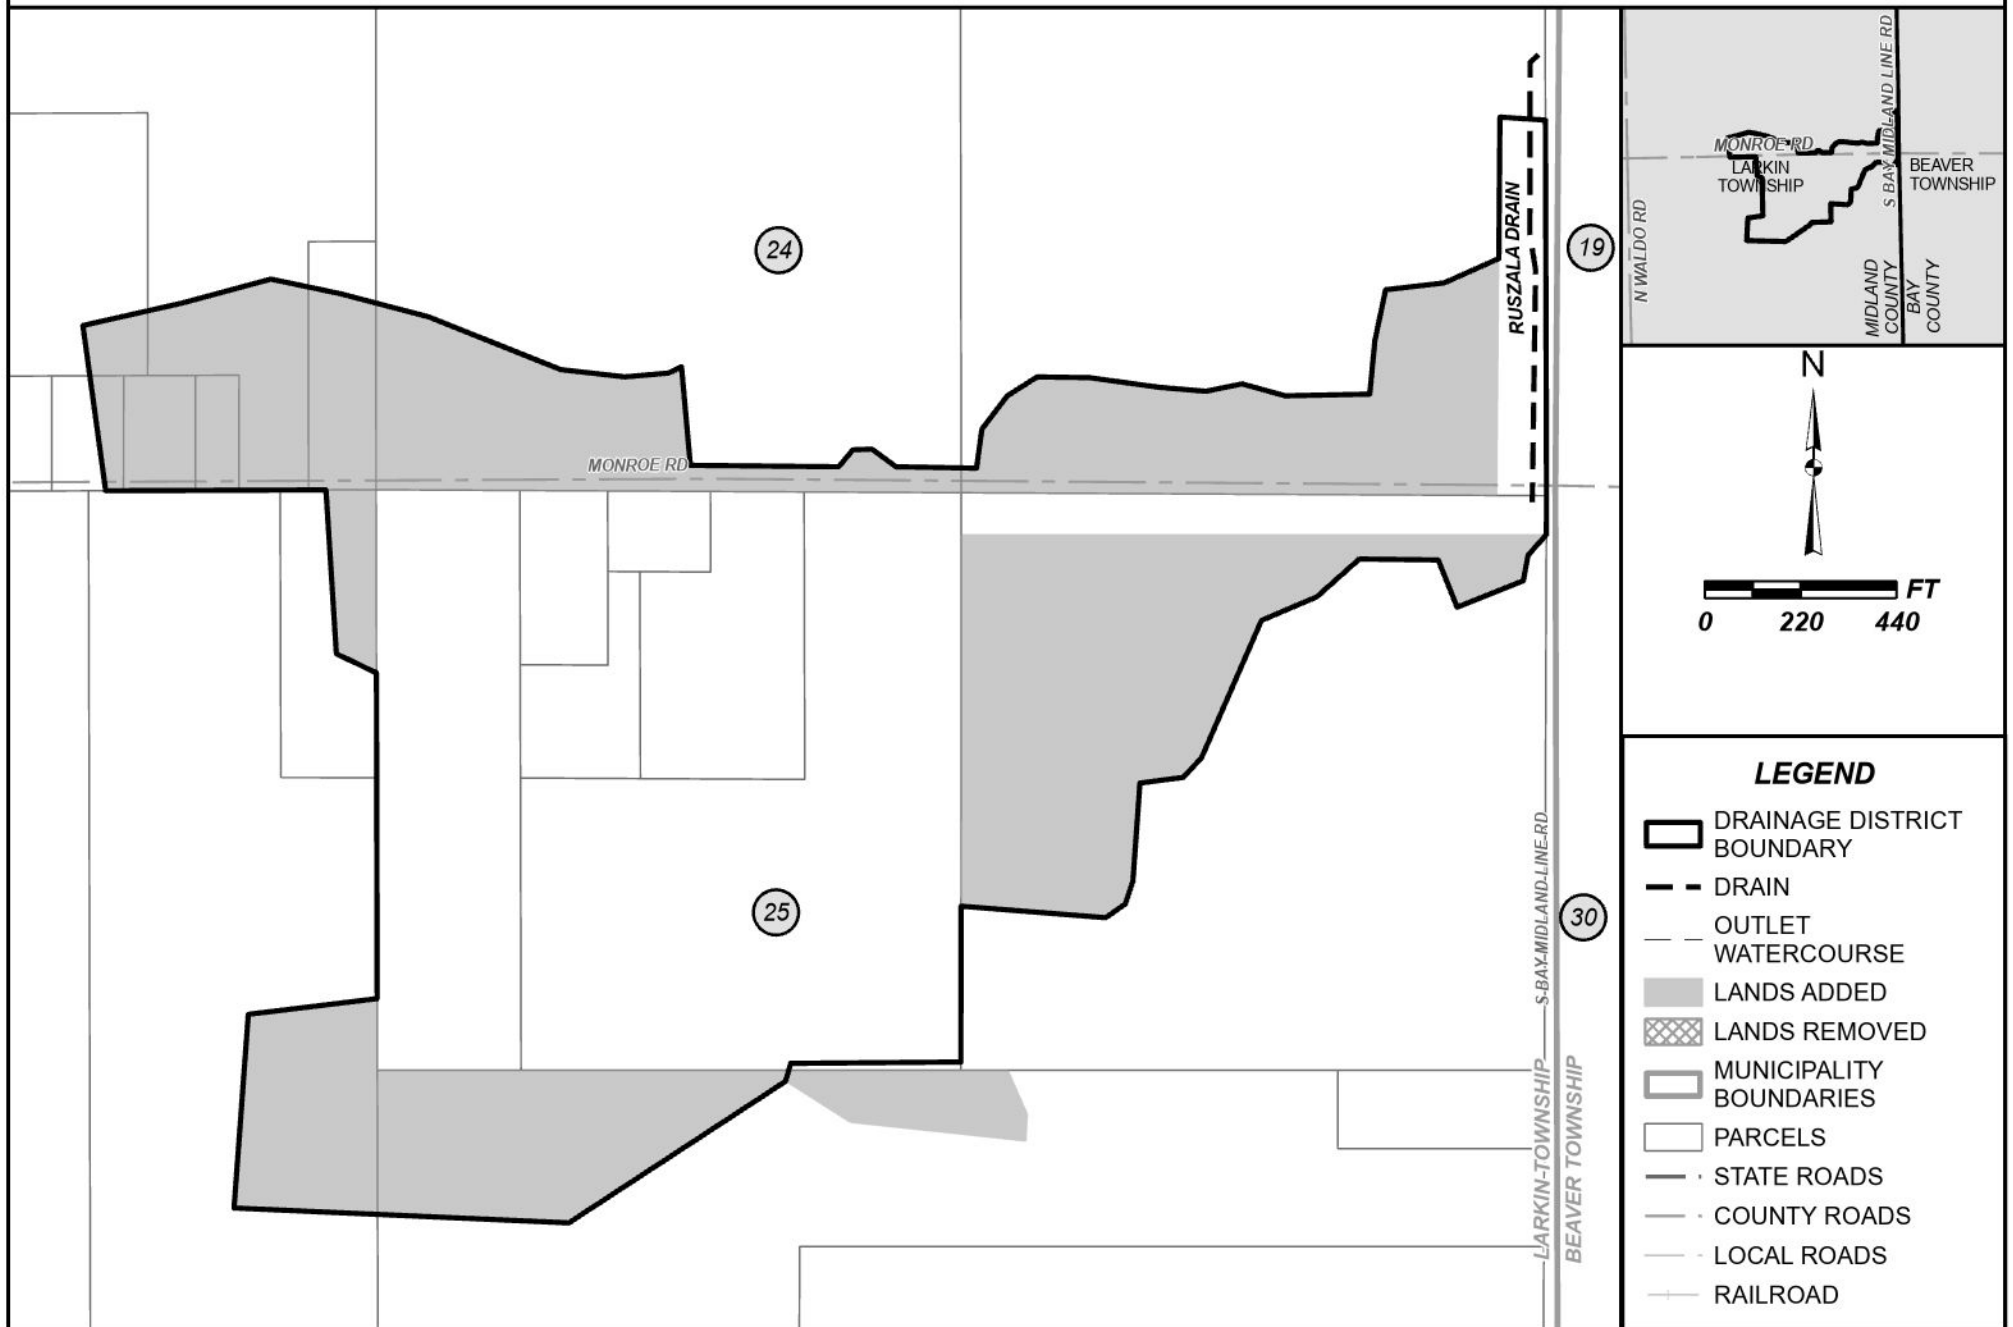 24
19
RUSZALA DRAIN
MONROE RD
25
30
S-BAY-MIDLAND-LINE-RD
LARKIN-TOWNSHIP
BEAVER TOWNSHIP
S BAY MIDLAND LINE RD
MONROE RD
LARKIN
TOWNSHIP
BEAVER
TOWNSHIP
N WALDO RD
MIDLAND
COUNTY
BAY
COUNTY
N
FT
0 220 440
LEGEND
DRAINAGE DISTRICT
BOUNDARY
DRAIN
OUTLET
WATERCOURSE
LANDS ADDED
LANDS REMOVED
MUNICIPALITY
BOUNDARIES
PARCELS
STATE ROADS
COUNTY ROADS
LOCAL ROADS
RAILROAD